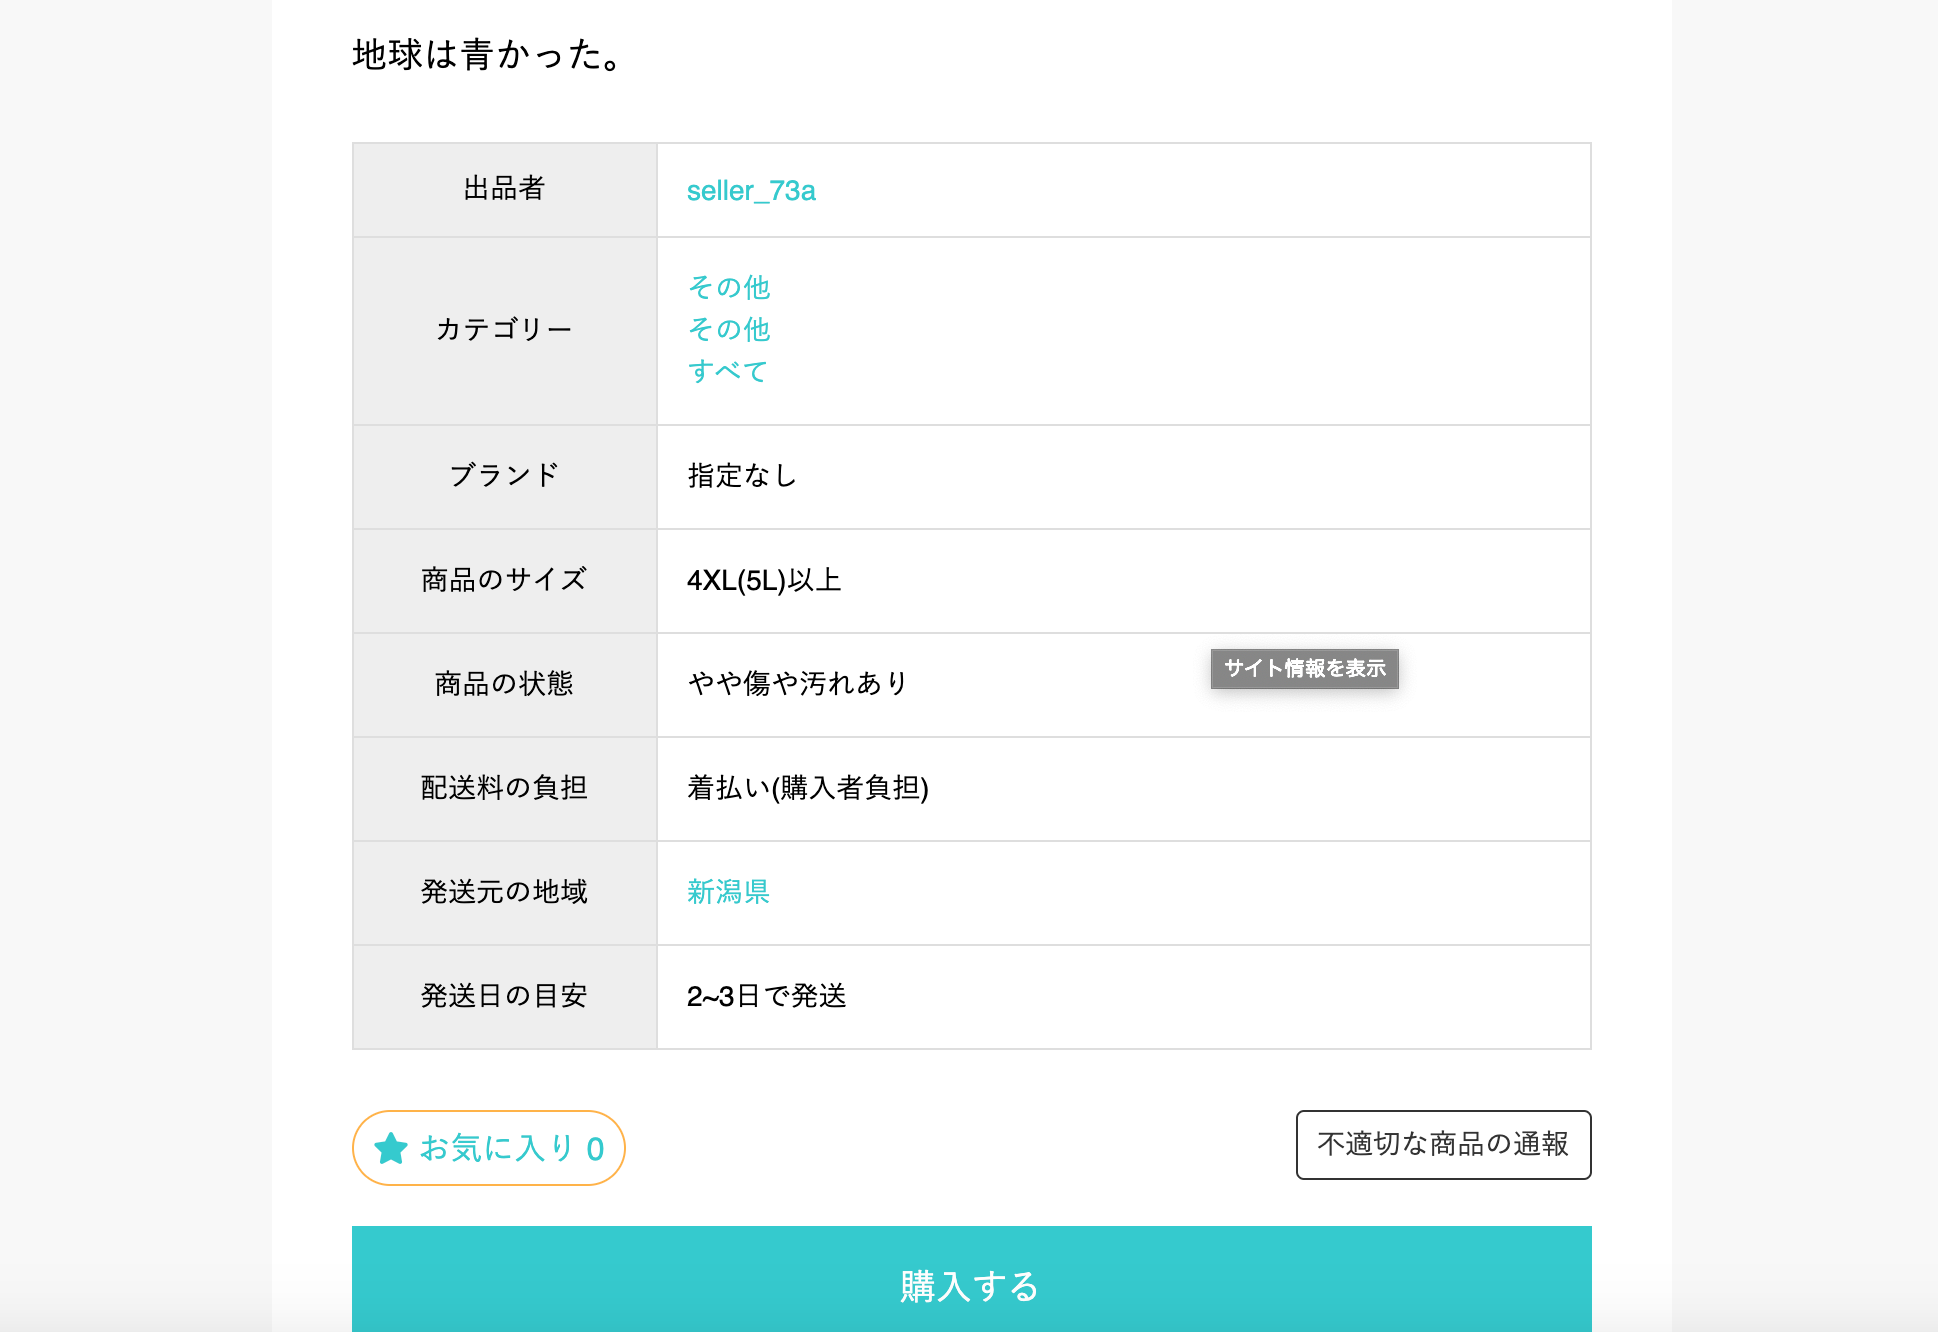 地球は青かった。
出品者
seller_73a
カテゴリー
その他
その他
すべて
ブランド
指定なし
商品のサイズ
4XL(5L)以上
商品の状態
やや傷や汚れあり
サイト情報を表示
配送料の負担
着払い(購入者負担)
発送元の地域
新潟県
発送日の目安
2~3日で発送
お気に入り 0
不適切な商品の通報
購入する